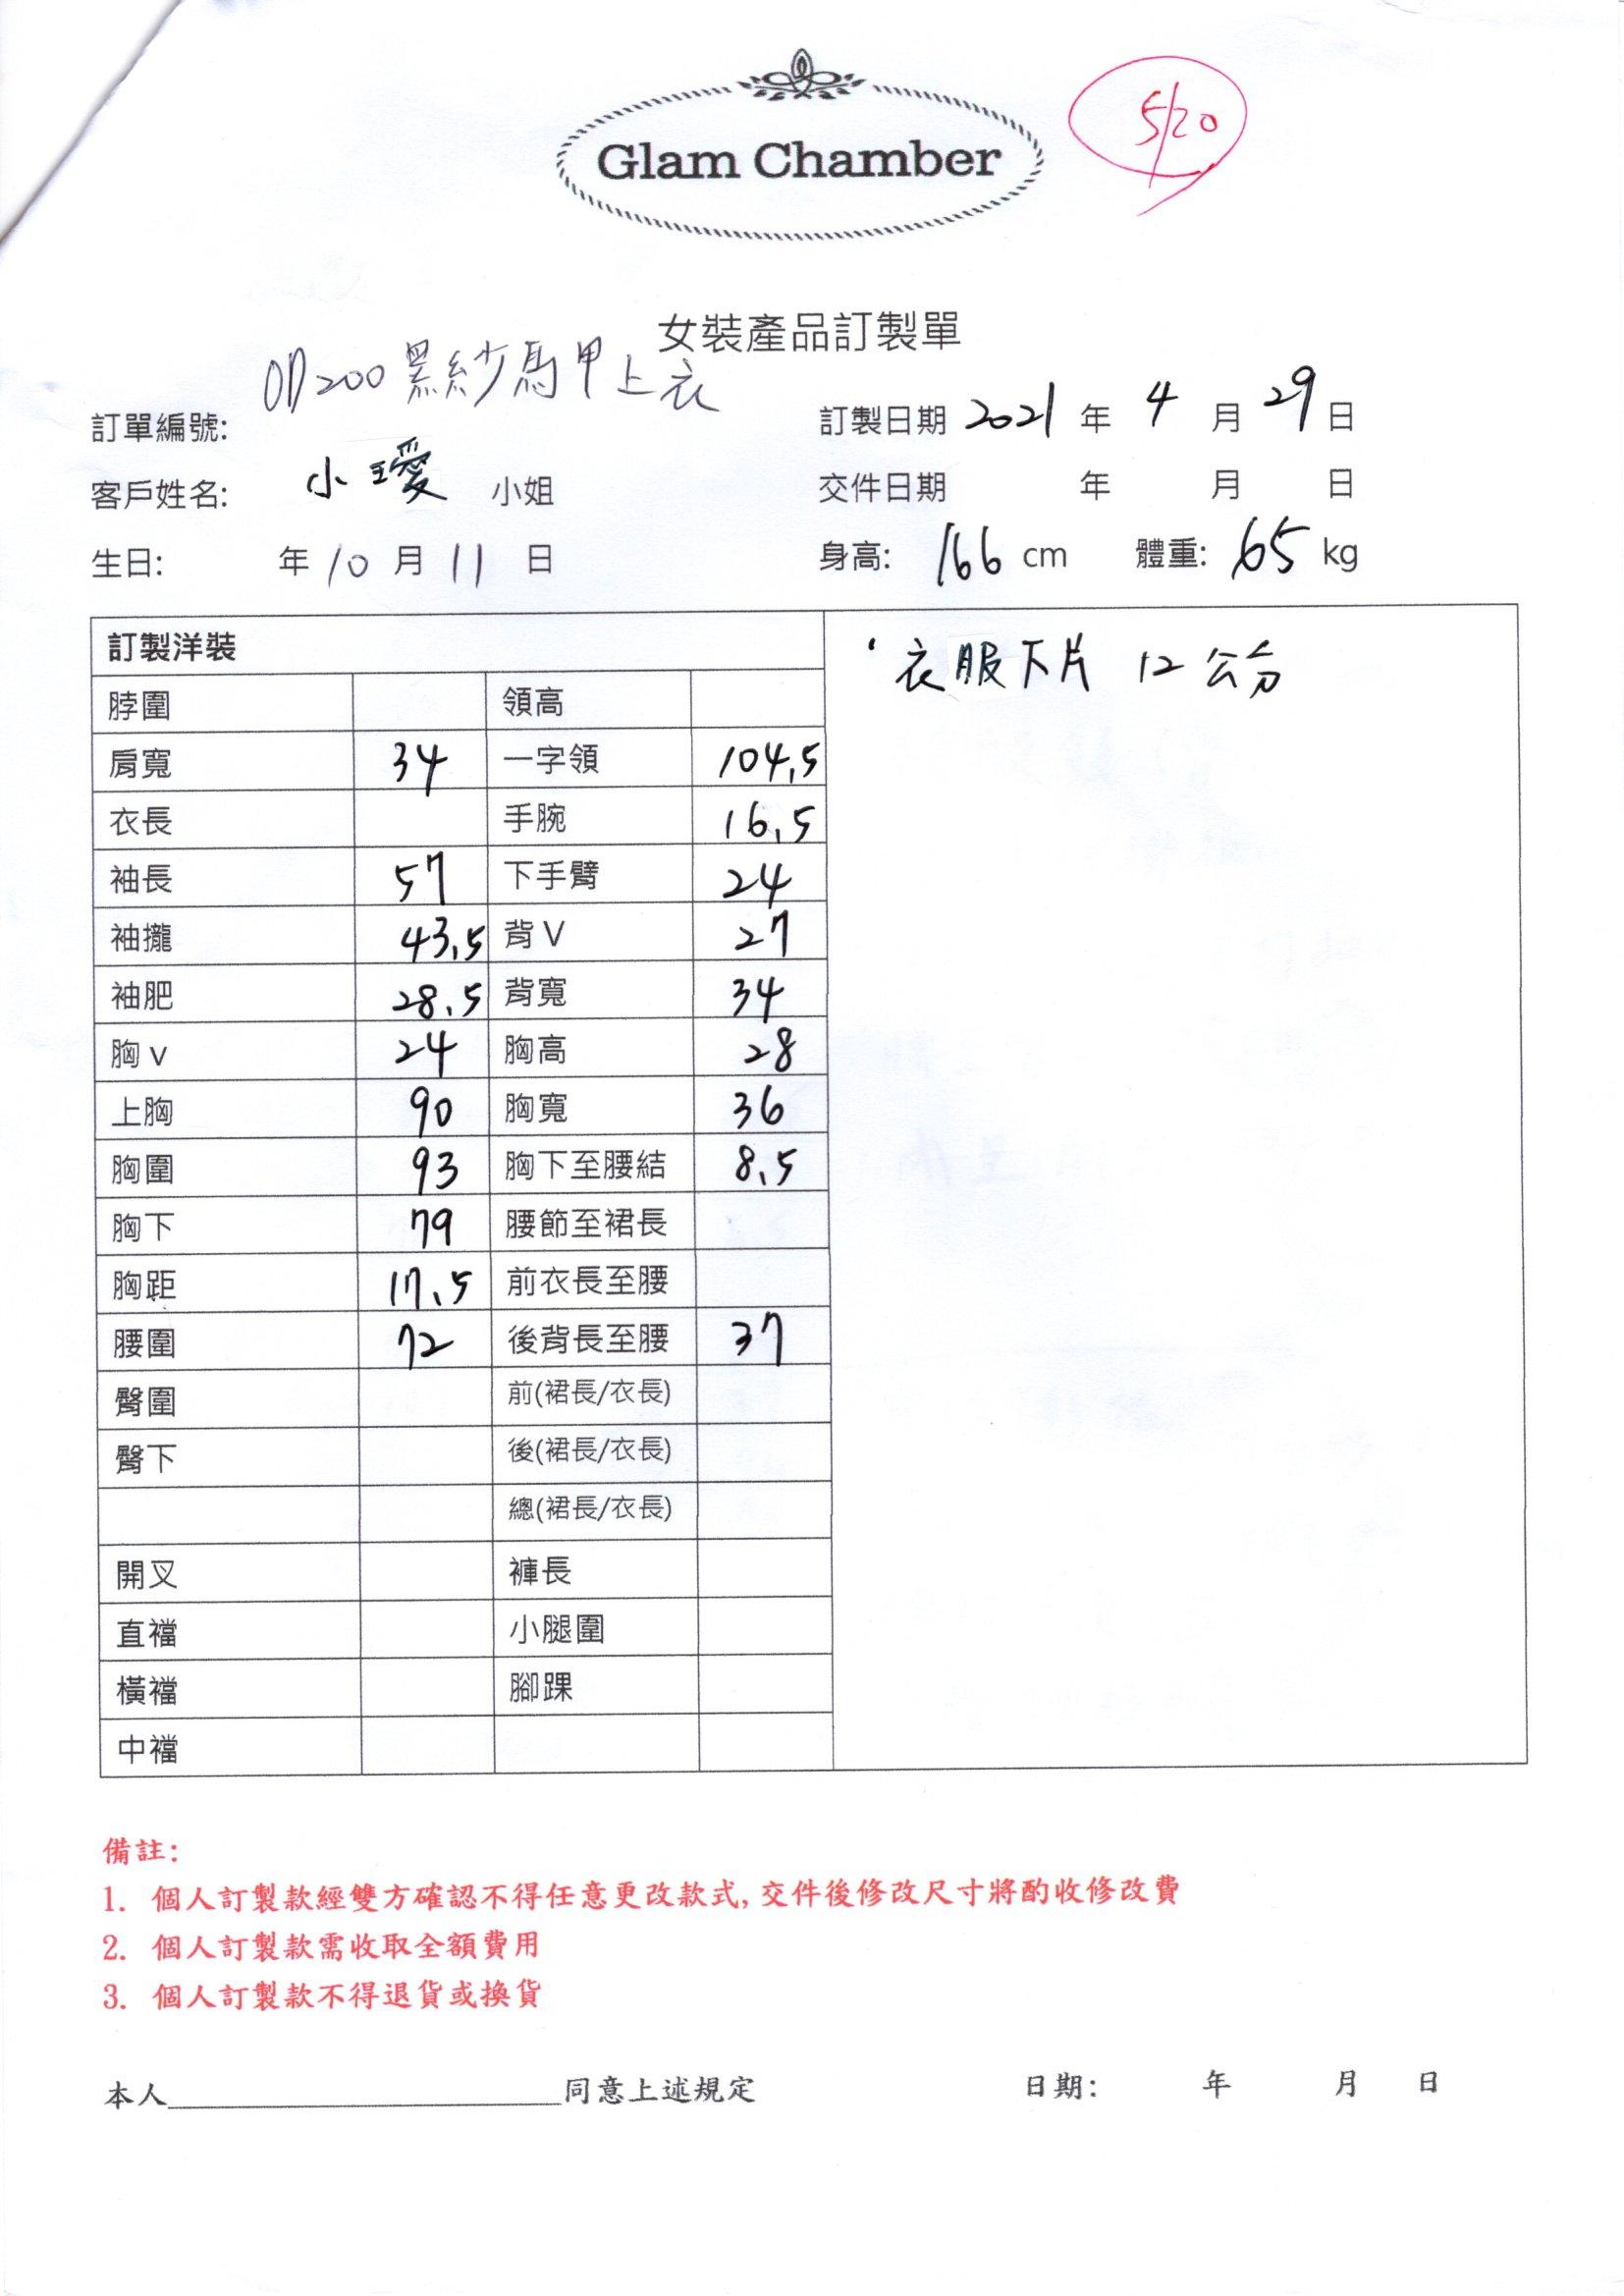 Glam Chamber
5/20
女裝產品訂製單
OD200黑紗馬甲上衣
訂單編號:
訂製日期 2021 年 4 月 29 日
客戶姓名: 小璦 小姐
交件日期 年 月 日
生日: 年 10 月 11 日
身高: 166 cm 體重: 65 kg
訂製洋裝
脖圍 領高
肩寬 34 一字領 104.5
衣長 手腕 16.5
袖長 57 下手臂 24
袖攏 43.5 背V 27
袖肥 28.5 背寬 34
胸v 24 胸高 28
上胸 90 胸寬 36
胸圍 93 胸下至腰結 8.5
胸下 79 腰節至裙長
胸距 17.5 前衣長至腰
腰圍 72 後背長至腰 37
臀圍 前(裙長/衣長)
臀下 後(裙長/衣長)
總(裙長/衣長)
開叉 褲長
直襠 小腿圍
橫襠 腳踝
中襠
衣服下片 12公分
備註:
1. 個人訂製款經雙方確認不得任意更改款式,交件後修改尺寸將酌收修改費
2. 個人訂製款需收取全額費用
3. 個人訂製款不得退貨或換貨
本人________________同意上述規定 日期: 年 月 日